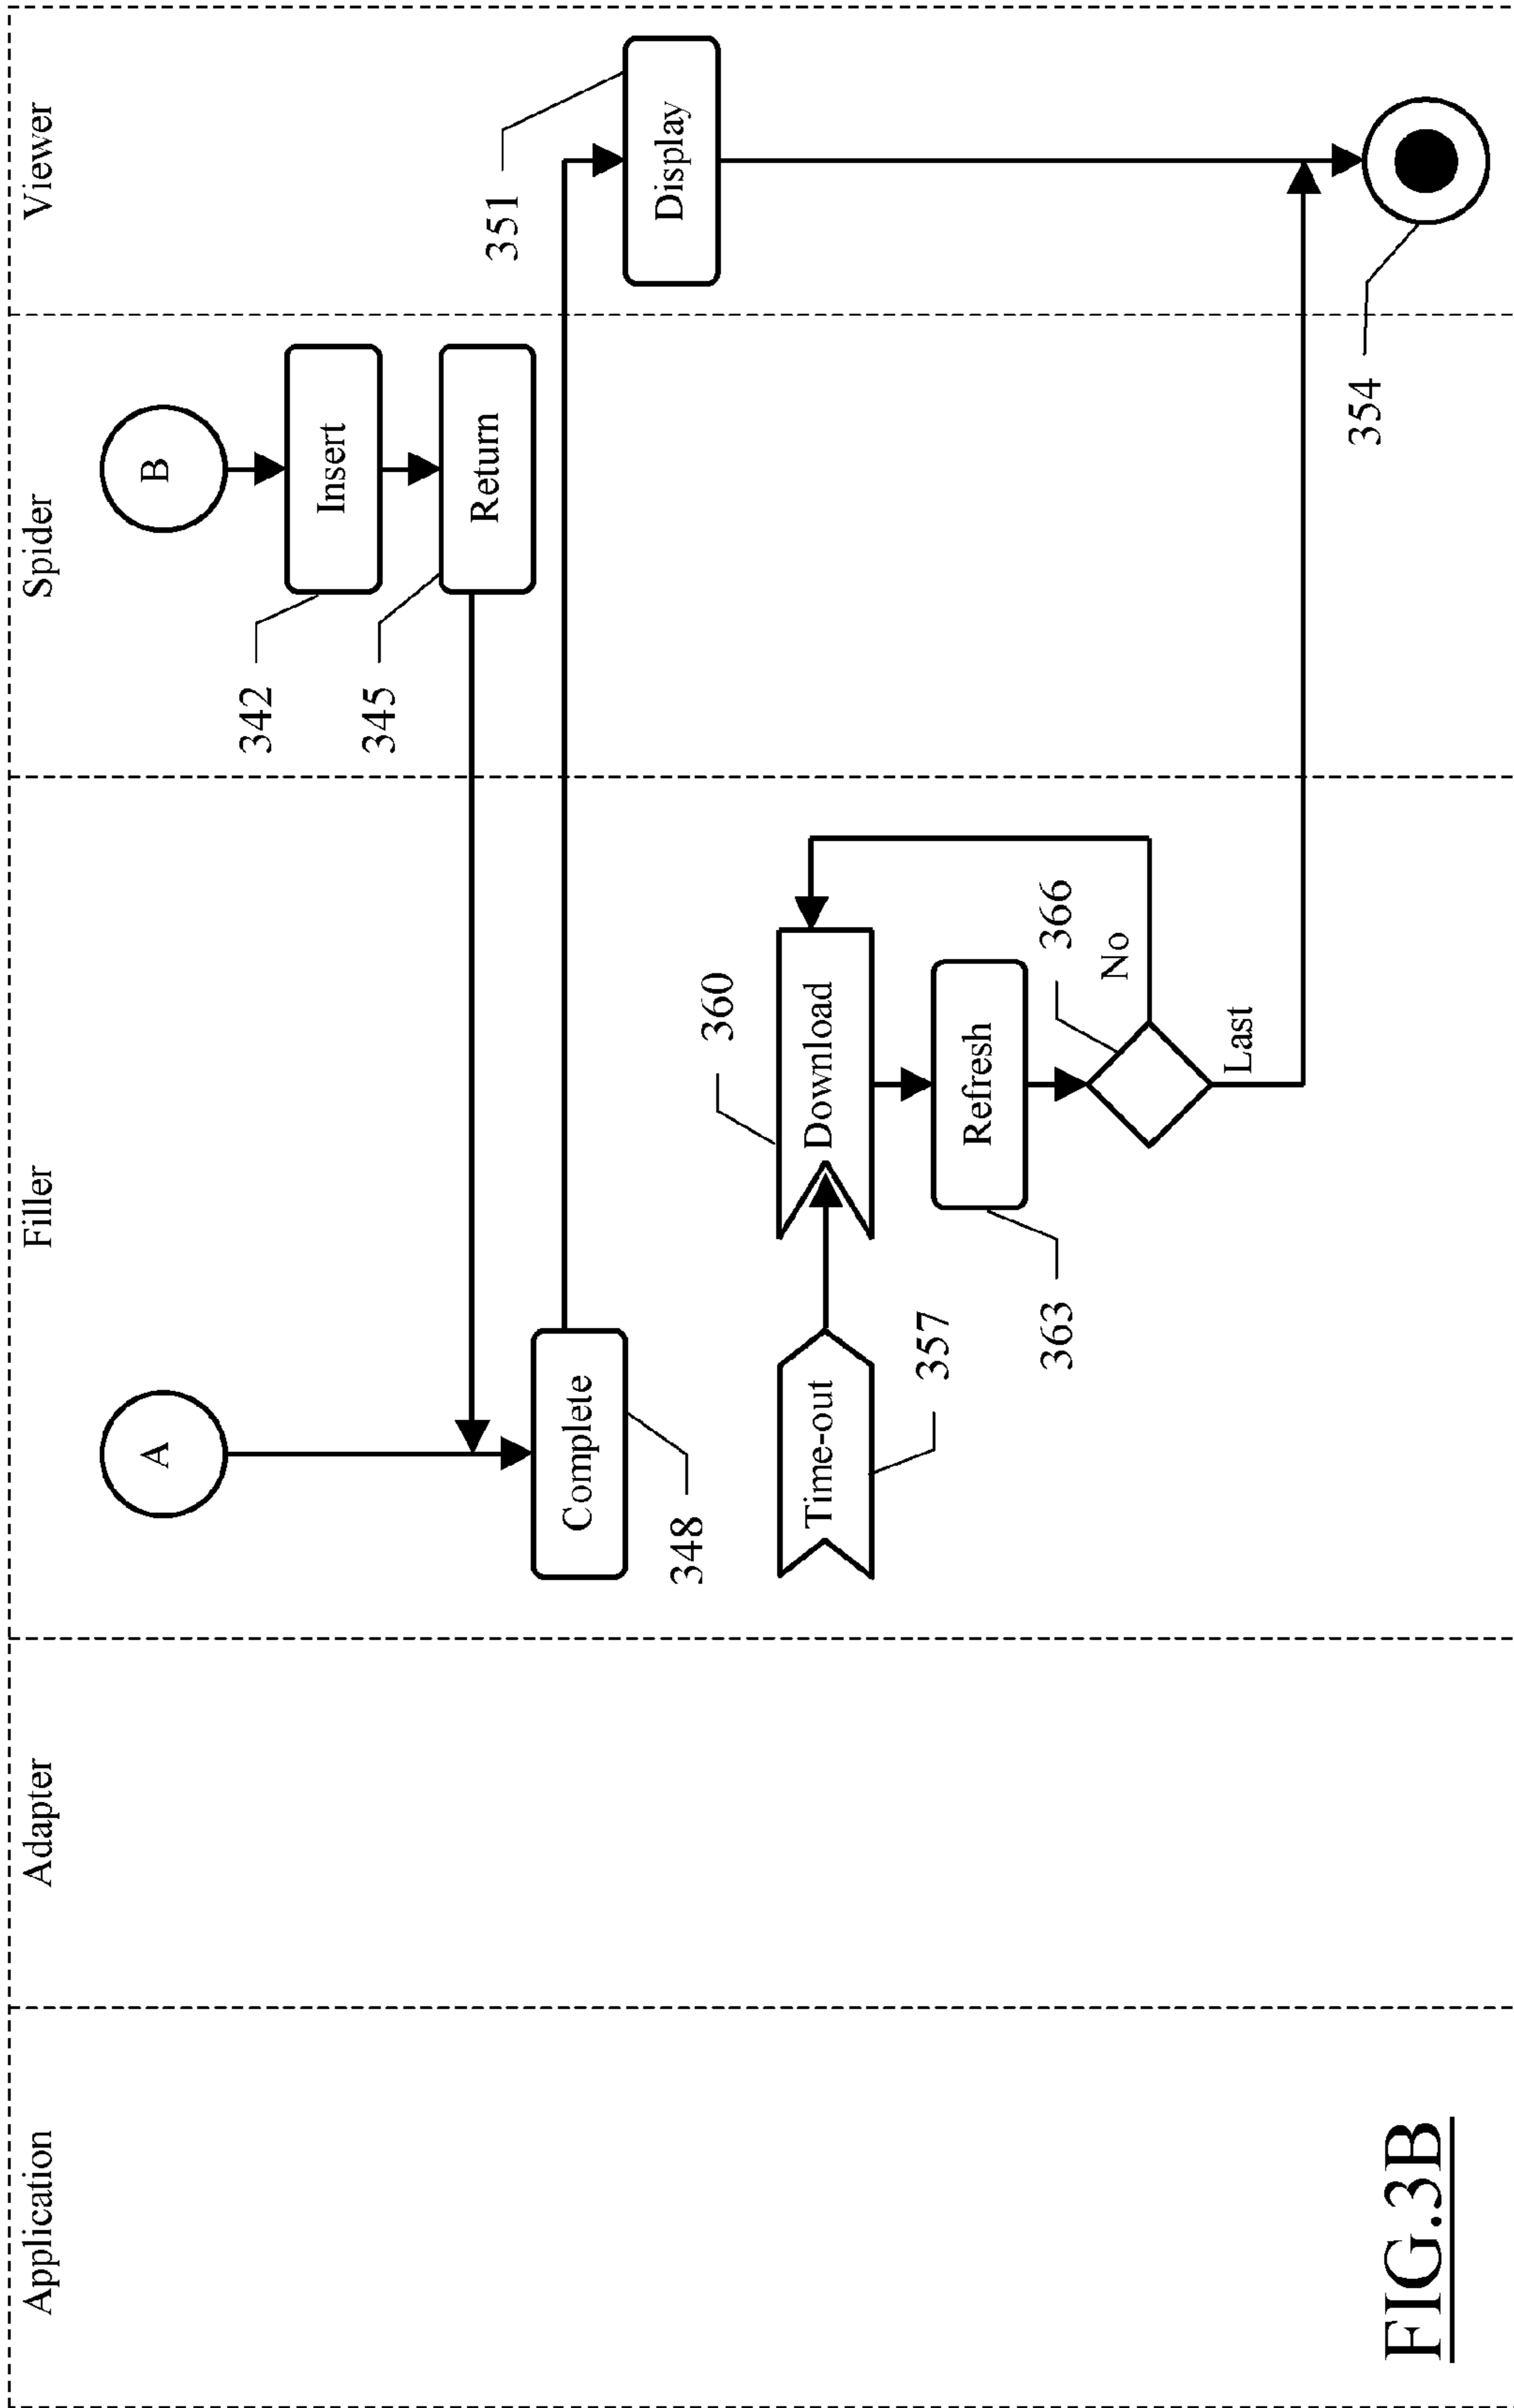 Application
Adapter
Filler
Spider
Viewer
A
B
Insert
342
Return
345
Complete
348
Display
351
Time-out
357
Download
360
Refresh
363
366
No
Last
354
FIG.3B